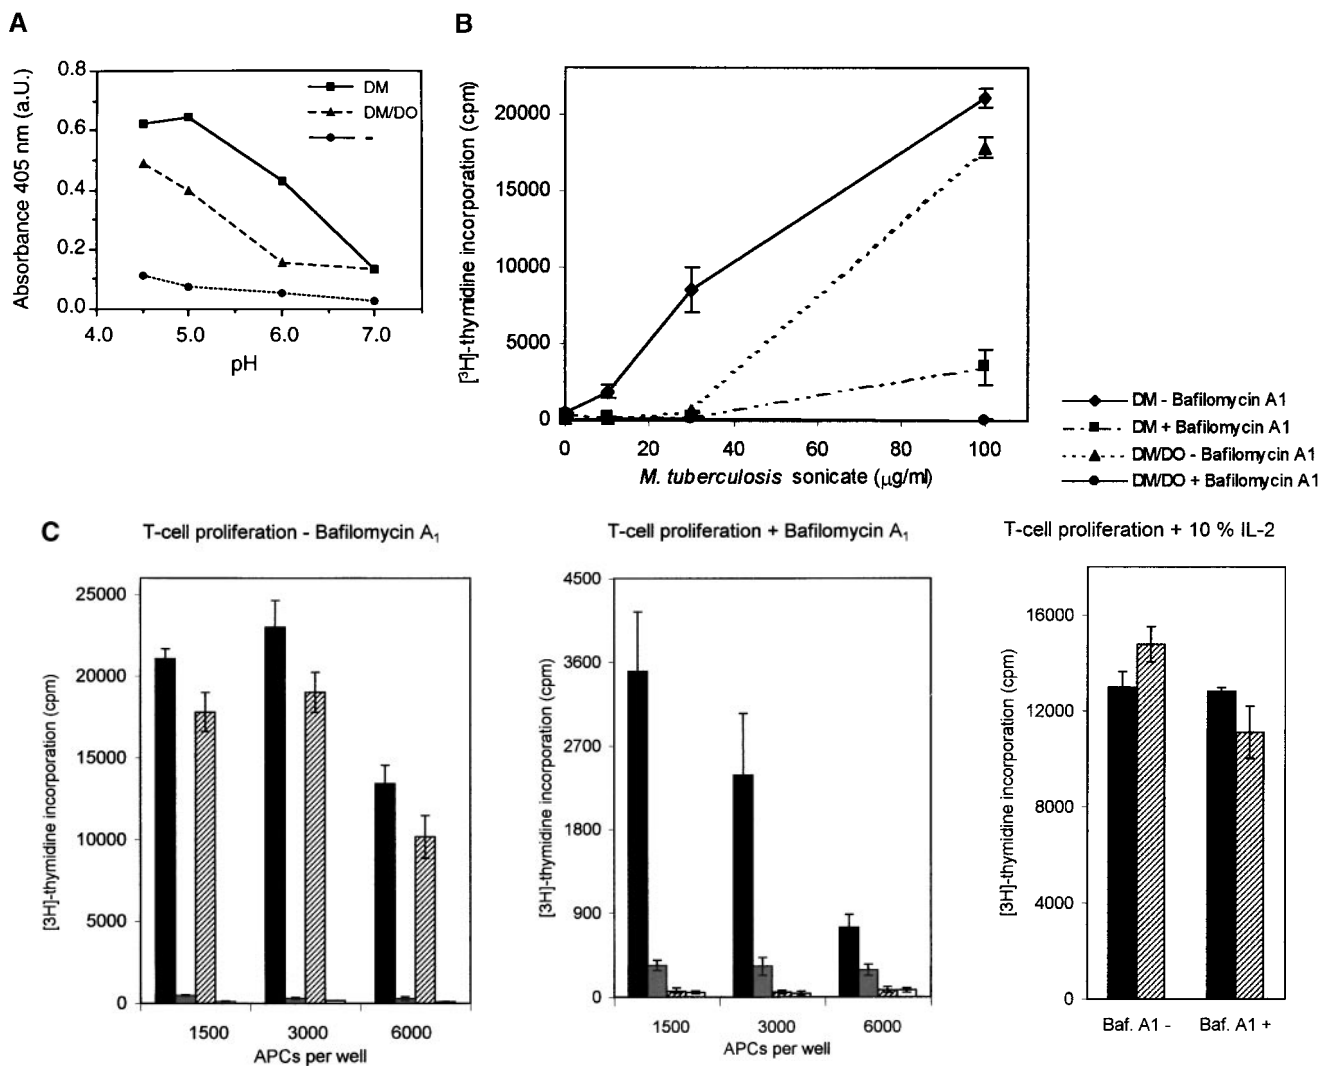 A
Absorbance 405 nm (a.U.)
0.8
0.6
0.4
0.2
0.0
4.0 5.0 6.0 7.0
pH
DM
DM/DO
-
B
[³H]-thymidine incorporation (cpm)
20000
15000
10000
5000
0
0 20 40 60 80 100
M. tuberculosis sonicate (μg/ml)
DM - Bafilomycin A1
DM + Bafilomycin A1
DM/DO - Bafilomycin A1
DM/DO + Bafilomycin A1
C
T-cell proliferation - Bafilomycin A₁
[3H]-thymidine incorporation (cpm)
25000
20000
15000
10000
5000
0
1500 3000 6000
APCs per well
T-cell proliferation + Bafilomycin A₁
[3H]-thymidine incorporation (cpm)
4500
3600
2700
1800
900
0
1500 3000 6000
APCs per well
T-cell proliferation + 10 % IL-2
[3H]-thymidine incorporation (cpm)
16000
12000
8000
4000
0
Baf. A1 - Baf. A1 +